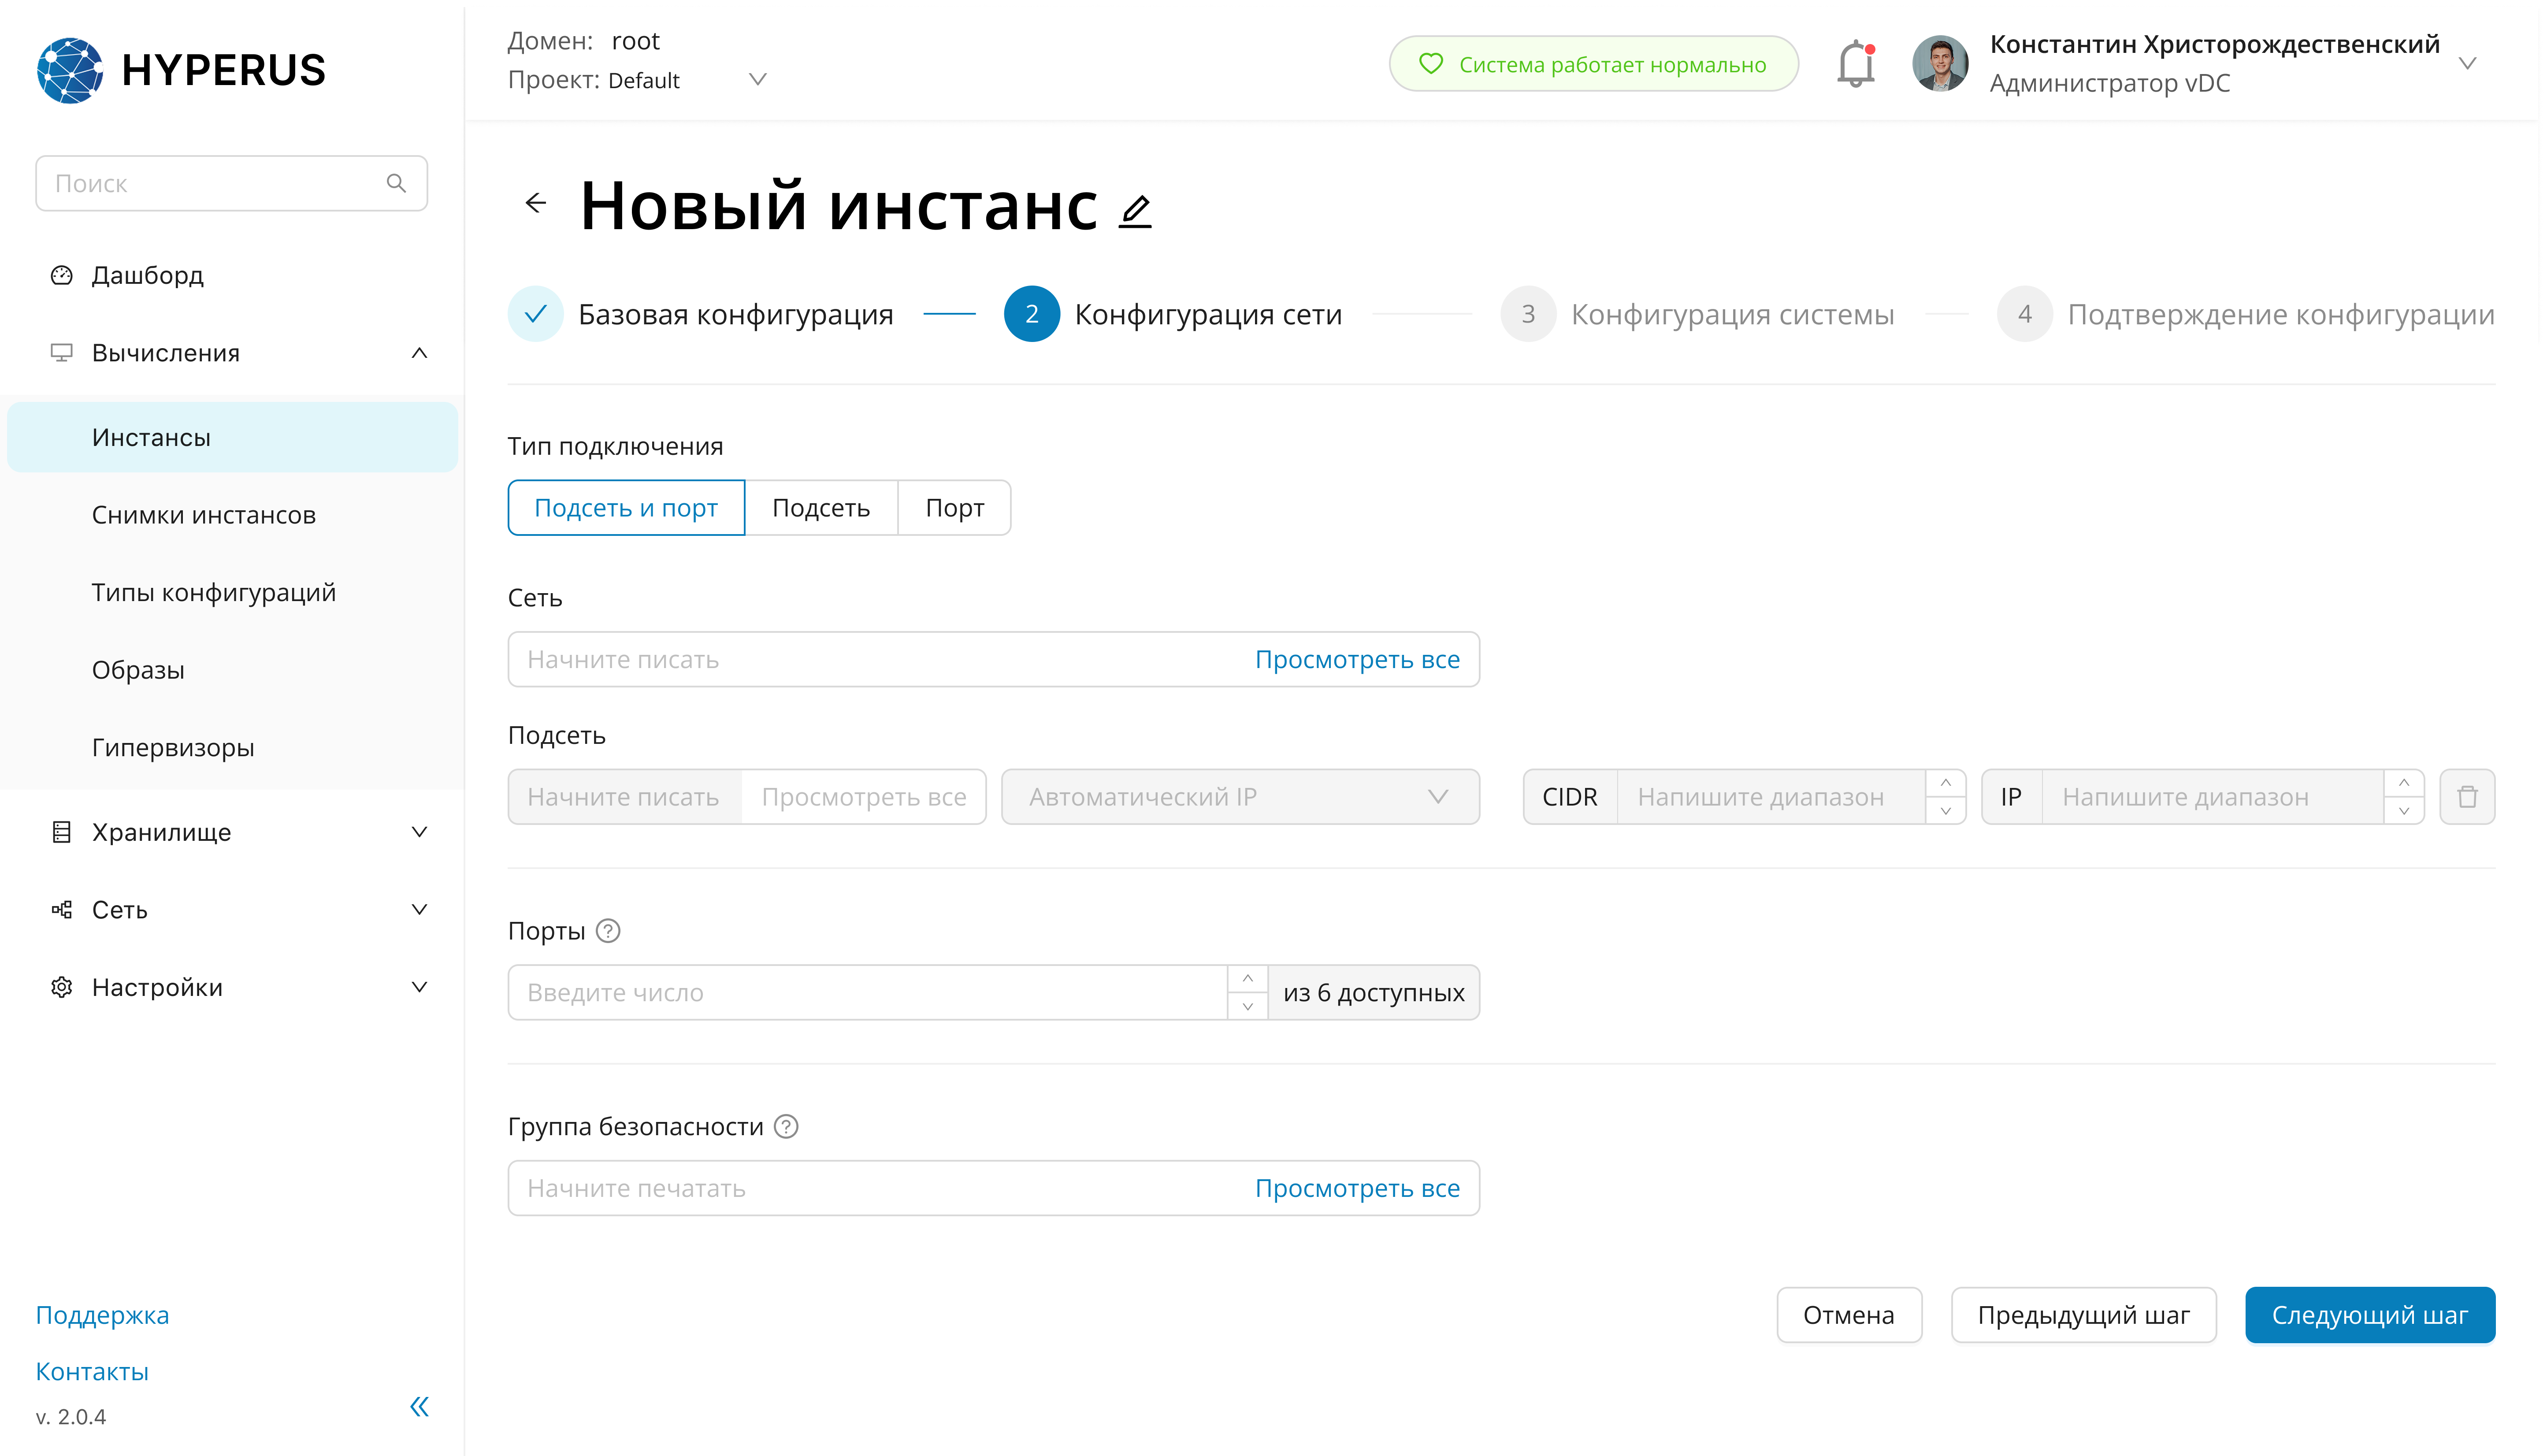 HYPERUS
Домен: root
Проект: Default
Система работает нормально
Константин Христорождественский
Администратор vDC
Поиск
Дашборд
Вычисления
Инстансы
Снимки инстансов
Типы конфигураций
Образы
Гипервизоры
Хранилище
Сеть
Настройки
Поддержка
Контакты
v. 2.0.4
Новый инстанс
Базовая конфигурация
2 Конфигурация сети
3 Конфигурация системы
4 Подтверждение конфигурации
Тип подключения
Подсеть и порт Подсеть Порт
Сеть
Начните писать Просмотреть все
Подсеть
Начните писать Просмотреть все Автоматический IP CIDR Напишите диапазон IP Напишите диапазон
Порты ?
Введите число из 6 доступных
Группа безопасности ?
Начните печатать Просмотреть все
Отмена Предыдущий шаг Следующий шаг